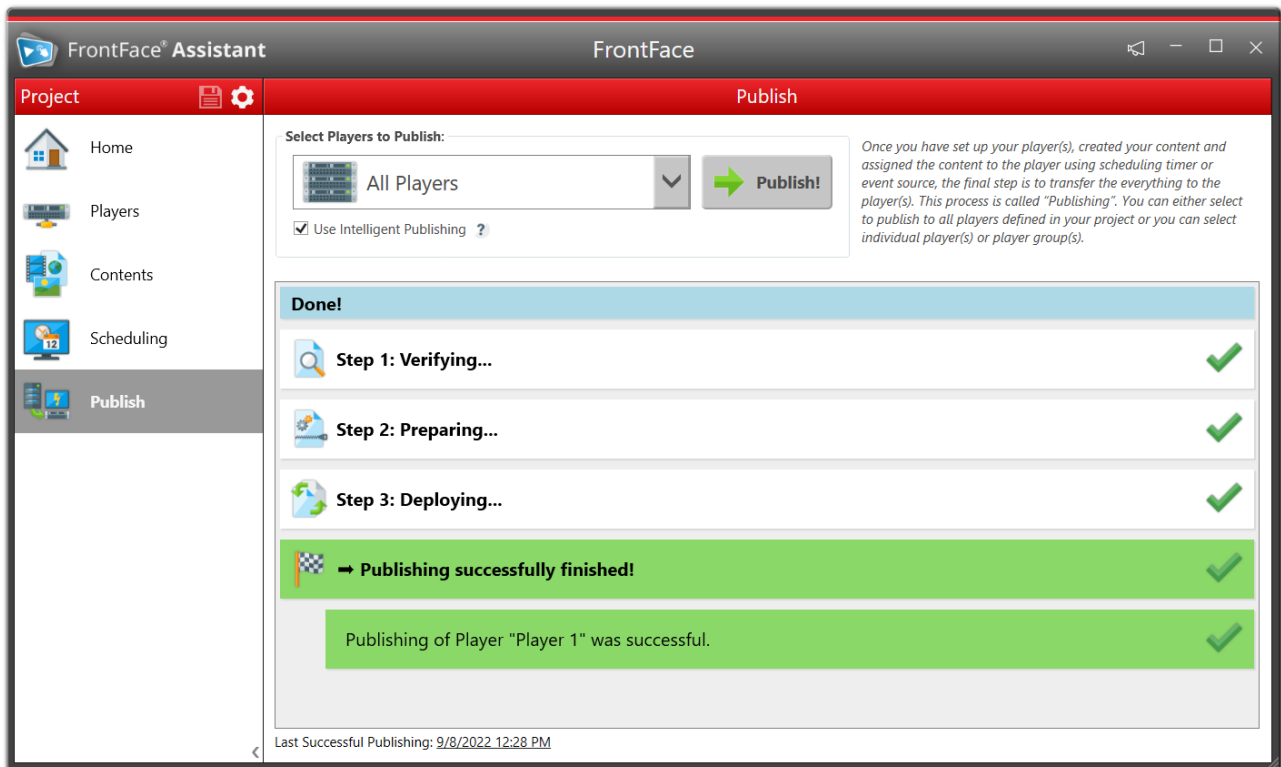 FrontFace® Assistant
FrontFace
Project
Publish
Home
Players
Contents
12
Scheduling
Publish
Select Players to Publish:
All Players
Publish!
Use Intelligent Publishing ?
Once you have set up your player(s), created your content and
assigned the content to the player using scheduling timer or
event source, the final step is to transfer the everything to the
player(s). This process is called "Publishing". You can either select
to publish to all players defined in your project or you can select
individual player(s) or player group(s).
Done!
Step 1: Verifying...
Step 2: Preparing...
Step 3: Deploying...
➡ Publishing successfully finished!
Publishing of Player "Player 1" was successful.
Last Successful Publishing: 9/8/2022 12:28 PM